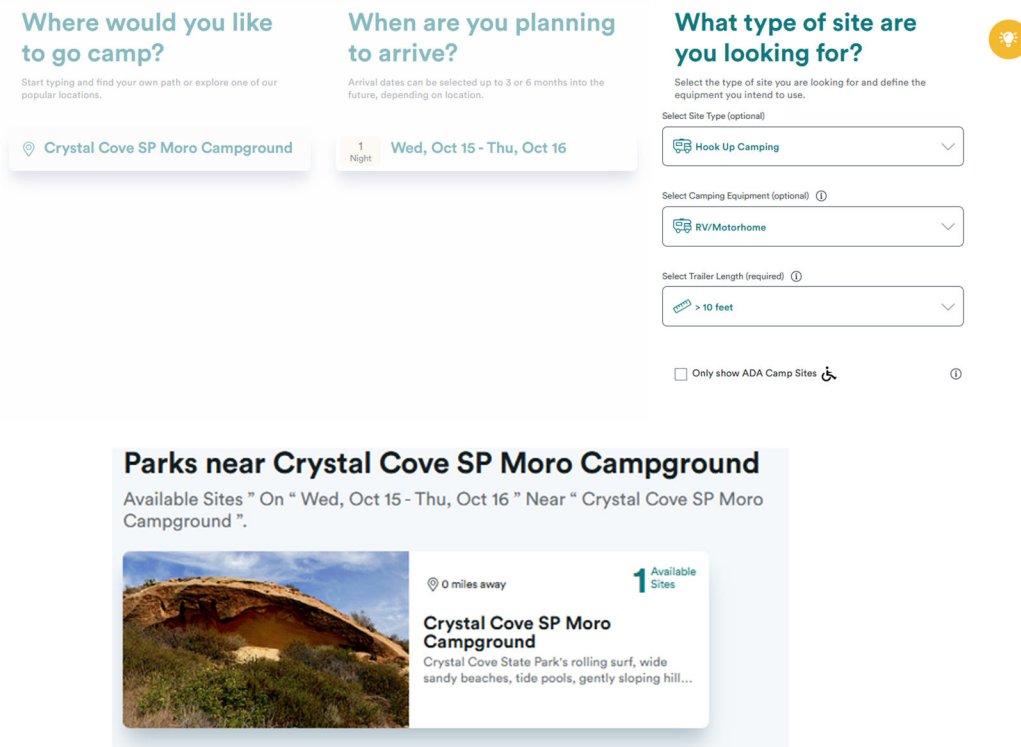 Where would you like
to go camp?
Start typing and find your own path or explore one of our
popular locations.
Crystal Cove SP Moro Campground
When are you planning
to arrive?
Arrival dates can be selected up to 3 or 6 months into the
future, depending on location.
1
Night
Wed, Oct 15 - Thu, Oct 16
What type of site are
you looking for?
Select the type of site you are looking for and define the
equipment you intend to use.
Select Site Type (optional)
Hook Up Camping
Select Camping Equipment (optional)
RV/Motorhome
Select Trailer Length (required)
> 10 feet
Only show ADA Camp Sites
Parks near Crystal Cove SP Moro Campground
Available Sites ” On “ Wed, Oct 15 - Thu, Oct 16 ” Near “ Crystal Cove SP Moro
Campground ”.
0 miles away
1 Available
Sites
Crystal Cove SP Moro
Campground
Crystal Cove State Park's rolling surf, wide
sandy beaches, tide pools, gently sloping hill...